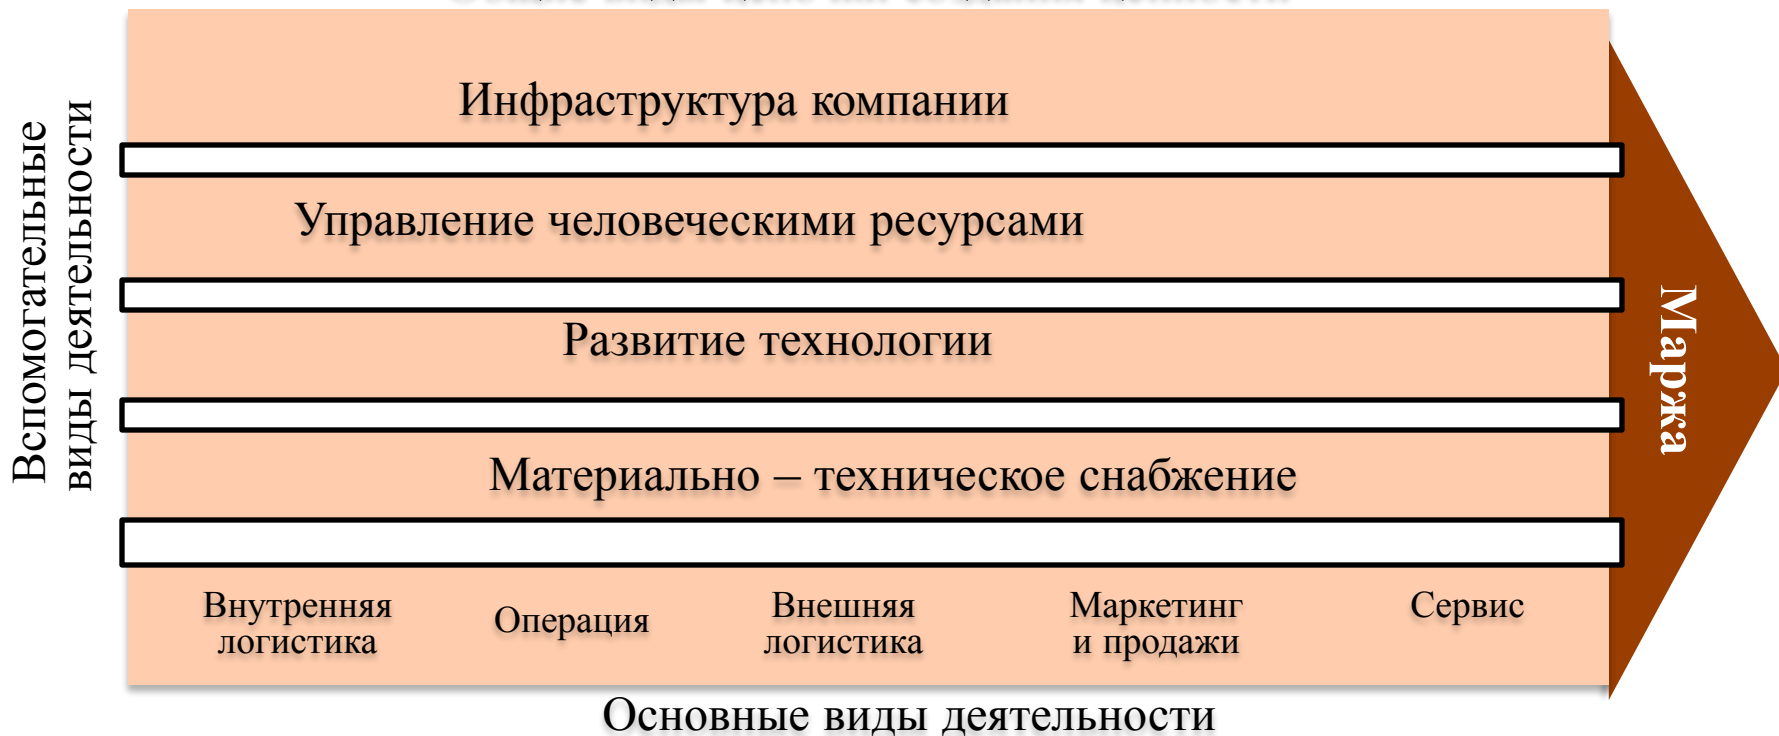 Инфраструктура компании
Вспомогательные
виды деятельности
Управление человеческими ресурсами
Развитие технологии
Маржа
Материально – техническое снабжение
Внутренняя
логистика
Операция
Внешняя
логистика
Маркетинг
и продажи
Сервис
Основные виды деятельности